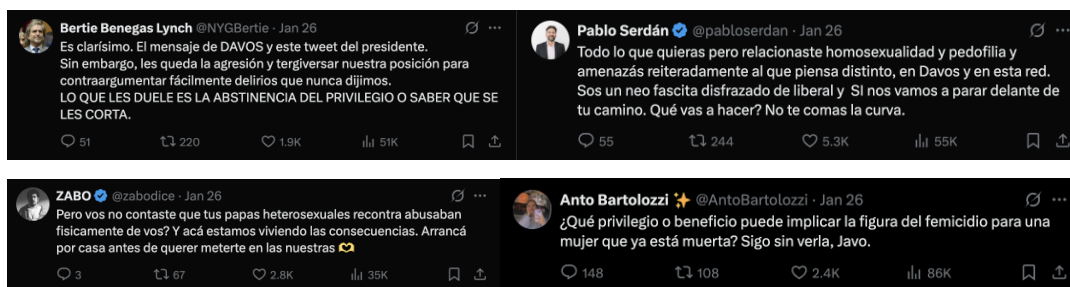 Bertie Benegas Lynch @NYGBertie · Jan 26
Es clarísimo. El mensaje de DAVOS y este tweet del presidente.
Sin embargo, les queda la agresión y tergiversar nuestra posición para
contraargumentar fácilmente delirios que nunca dijimos.
LO QUE LES DUELE ES LA ABSTINENCIA DEL PRIVILEGIO O SABER QUE SE
LES CORTA.
51 220 1.9K 51K
Pablo Serdán @pabloserdan · Jan 26
Todo lo que quieras pero relacionaste homosexualidad y pedofilia y
amenazás reiteradamente al que piensa distinto, en Davos y en esta red.
Sos un neo fascita disfrazado de liberal y SI nos vamos a parar delante de
tu camino. Qué vas a hacer? No te comas la curva.
55 244 5.3K 55K
ZABO @zabodice · Jan 26
Pero vos no contaste que tus papas heterosexuales recontra abusaban
fisicamente de vos? Y acá estamos viviendo las consecuencias. Arrancá
por casa antes de querer meterte en las nuestras 🫶
3 67 2.8K 35K
Anto Bartolozzi ✨ @AntoBartolozzi · Jan 26
¿Qué privilegio o beneficio puede implicar la figura del femicidio para una
mujer que ya está muerta? Sigo sin verla, Javo.
148 108 2.4K 86K